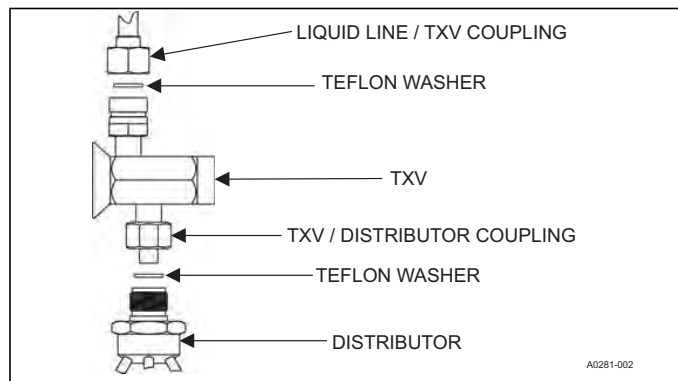 LIQUID LINE / TXV COUPLING
TEFLON WASHER
TXV
TXV / DISTRIBUTOR COUPLING
TEFLON WASHER
DISTRIBUTOR
A0281-002